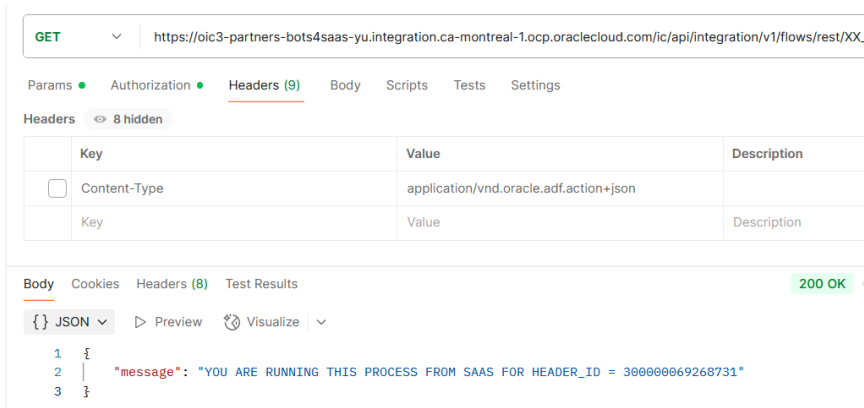 GET https://oic3-partners-bots4saas-yu.integration.ca-montreal-1.ocp.oraclecloud.com/ic/api/integration/v1/flows/rest/XX_
Params Authorization Headers (9) Body Scripts Tests Settings
Headers 8 hidden
Key Value Description
Content-Type application/vnd.oracle.adf.action+json
Key Value Description
Body Cookies Headers (8) Test Results 200 OK
{} JSON Preview Visualize
1 {
2 "message": "YOU ARE RUNNING THIS PROCESS FROM SAAS FOR HEADER_ID = 300000069268731"
3 }